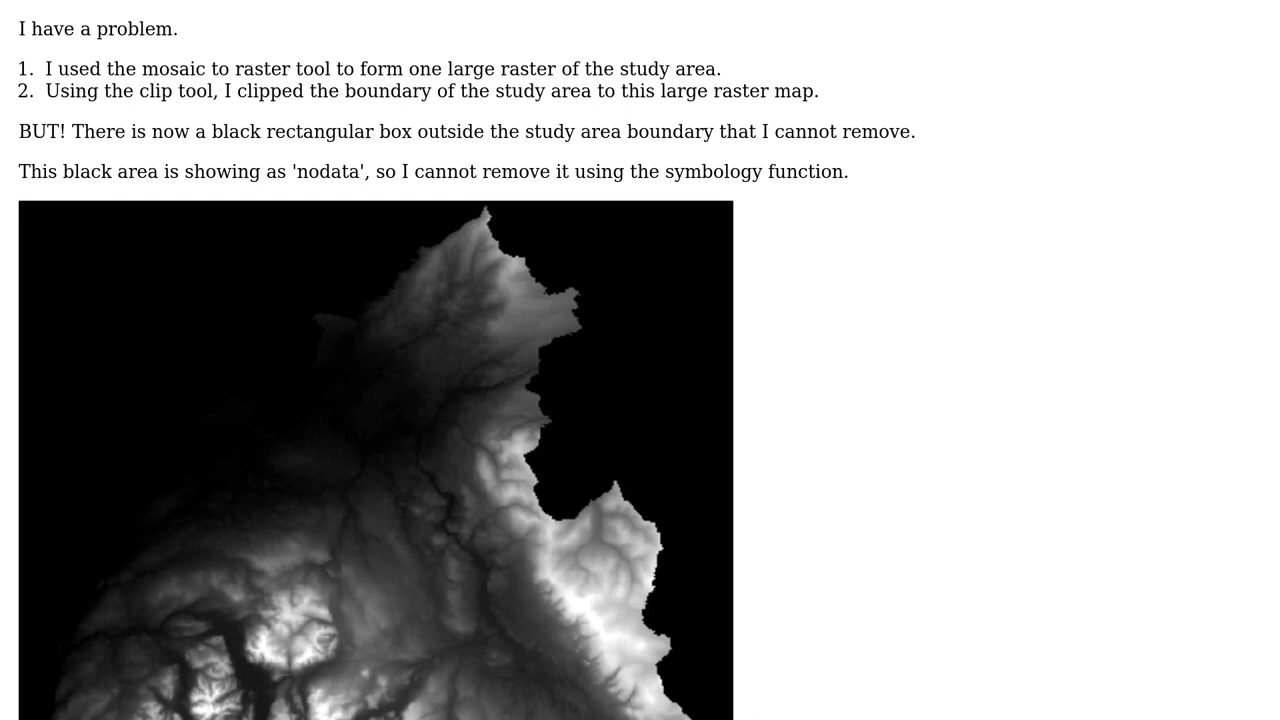 I have a problem.
1. I used the mosaic to raster tool to form one large raster of the study area.
2. Using the clip tool, I clipped the boundary of the study area to this large raster map.
BUT! There is now a black rectangular box outside the study area boundary that I cannot remove.
This black area is showing as 'nodata', so I cannot remove it using the symbology function.